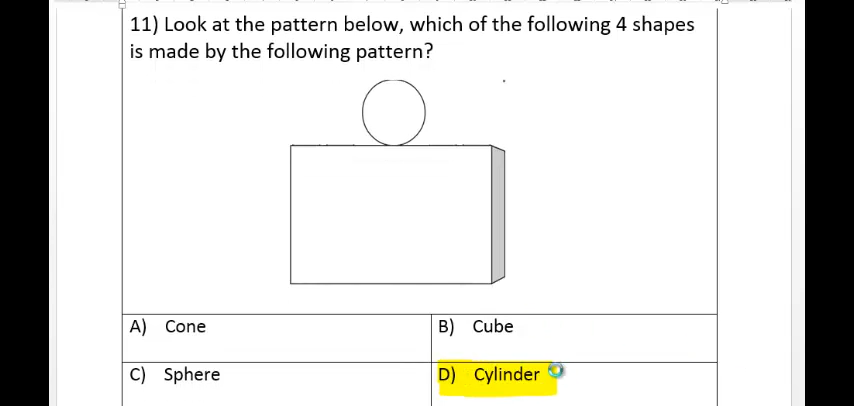 11) Look at the pattern below, which of the following 4 shapes
is made by the following pattern?
A) Cone
B) Cube
C) Sphere
D) Cylinder